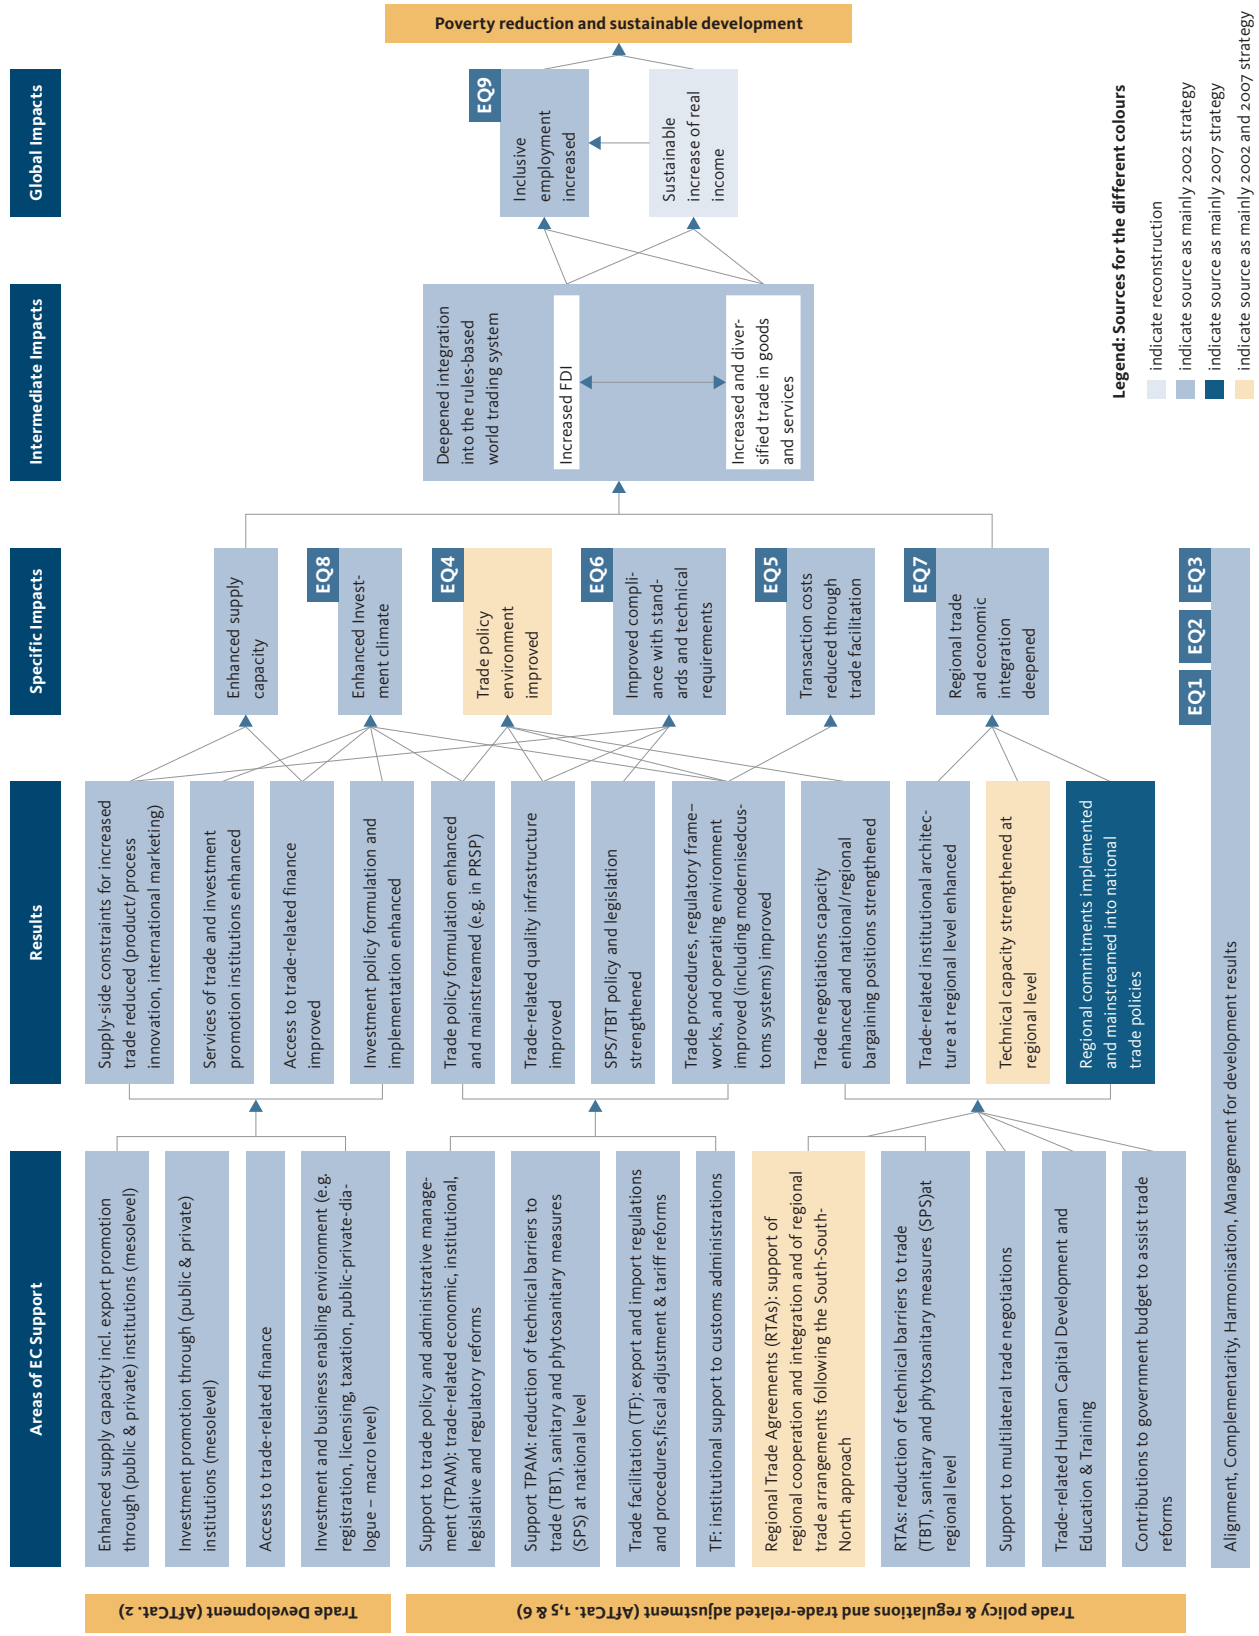 Areas of EC Support
Results
Specific Impacts
Intermediate Impacts
Global Impacts
Trade Development (AfTCat. 2)
Enhanced supply capacity incl. export promotion
through (public & private) institutions (mesolevel)
Investment promotion through (public & private)
institutions (mesolevel)
Access to trade-related finance
Investment and business enabling environment (e.g.
registration, licensing, taxation, public-private-dia-
logue – macro level)
Trade policy & regulations and trade-related adjustment (AfTCat. 1,5 & 6)
Support to trade policy and administrative manage-
ment (TPAM): trade-related economic, institutional,
legislative and regulatory reforms
Support TPAM: reduction of technical barriers to
trade (TBT), sanitary and phytosanitary measures
(SPS) at national level
Trade facilitation (TF): export and import regulations
and procedures,fiscal adjustment & tariff reforms
TF: institutional support to customs administrations
Regional Trade Agreements (RTAs): support of
regional cooperation and integration and of regional
trade arrangements following the South-South-
North approach
RTAs: reduction of technical barriers to trade
(TBT), sanitary and phytosanitary measures (SPS)at
regional level
Support to multilateral trade negotiations
Trade-related Human Capital Development and
Education & Training
Contributions to government budget to assist trade
reforms
Supply-side constraints for increased
trade reduced (product/process
innovation, international marketing)
Services of trade and investment
promotion institutions enhanced
Access to trade-related finance
improved
Investment policy formulation and
implementation enhanced
Trade policy formulation enhanced
and mainstreamed (e.g. in PRSP)
Trade-related quality infrastructure
improved
SPS/TBT policy and legislation
strengthened
Trade procedures, regulatory frame–
works, and operating environment
improved (including modernisedcus-
toms systems) improved
Trade negotiations capacity
enhanced and national/regional
bargaining positions strengthened
Trade-related institutional architec-
ture at regional level enhanced
Technical capacity strengthened at
regional level
Regional commitments implemented
and mainstreamed into national
trade policies
Enhanced supply
capacity
EQ8
Enhanced Invest-
ment climate
EQ4
Trade policy
environment
improved
EQ6
Improved compli-
ance with stand-
ards and technical
requirements
EQ5
Transaction costs
reduced through
trade facilitation
EQ7
Regional trade
and economic
integration
deepened
Deepened integration
into the rules-based
world trading system
Increased FDI
Increased and diver-
sified trade in goods
and services
EQ9
Inclusive
employment
increased
Sustainable
increase of real
income
Poverty reduction and sustainable development
EQ1 EQ2 EQ3
Alignment, Complementarity, Harmonisation, Management for development results
Legend: Sources for the different colours
indicate reconstruction
indicate source as mainly 2002 strategy
indicate source as mainly 2007 strategy
indicate source as mainly 2002 and 2007 strategy